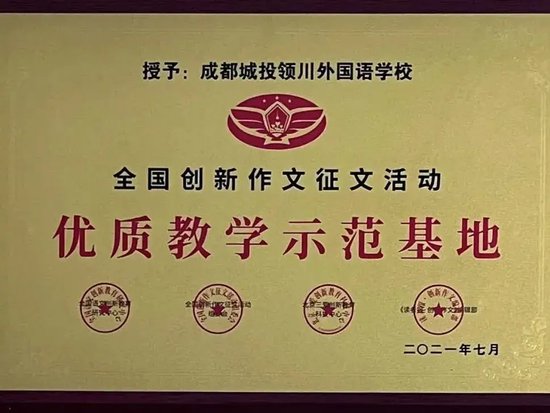 授予：成都城投领川外国语学校
全国创新作文征文活动
优质教学示范基地
二〇二一年七月